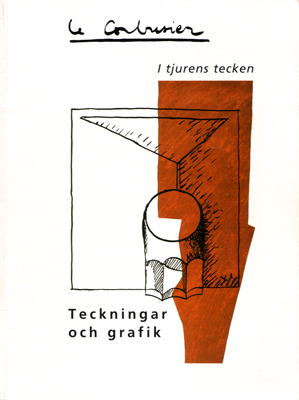 Le Corbusier
I tjurens tecken
Teckningar
och grafik